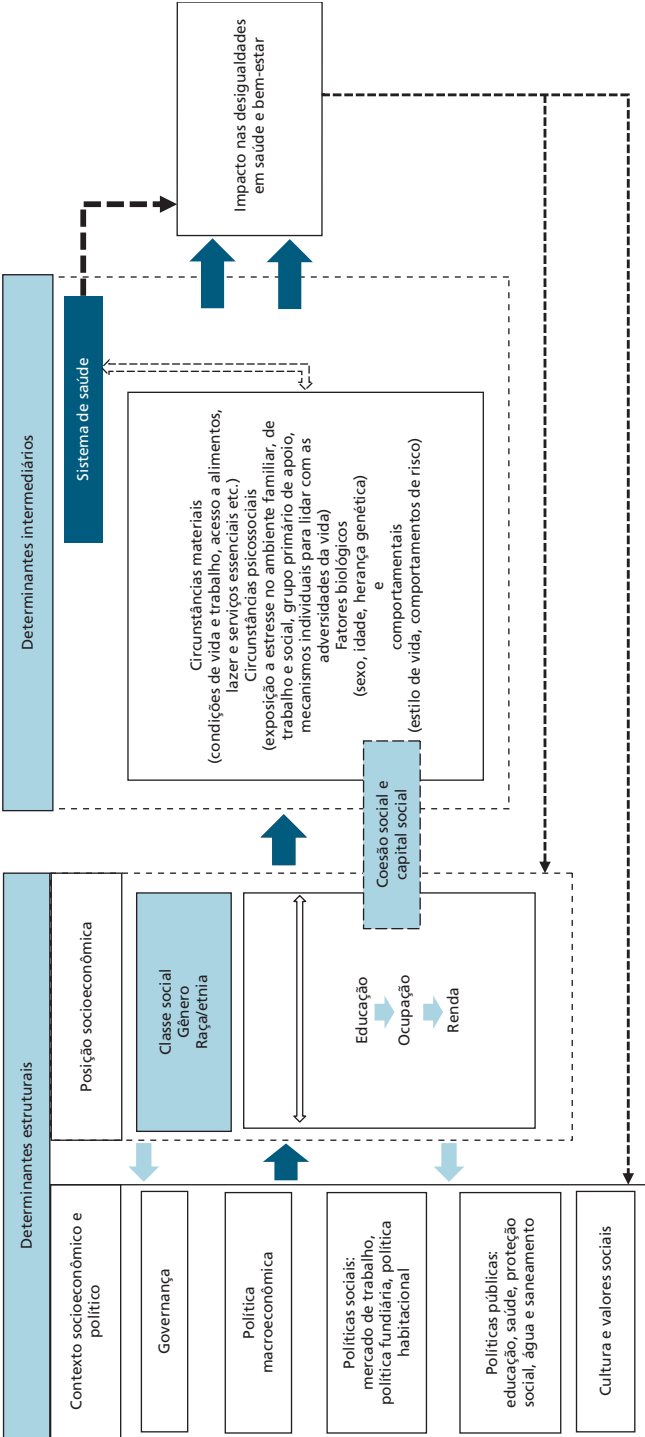 Determinantes estruturais
Contexto socioeconômico e
político
Governança
Política
macroeconômica
Políticas sociais:
mercado de trabalho,
política fundiária, política
habitacional
Políticas públicas:
educação, saúde, proteção
social, água e saneamento
Cultura e valores sociais
Posição socioeconômica
Classe social
Gênero
Raça/etnia
Educação
Ocupação
Renda
Coesão social e
capital social
Determinantes intermediários
Sistema de saúde
Circunstâncias materiais
(condições de vida e trabalho, acesso a alimentos,
lazer e serviços essenciais etc.)
Circunstâncias psicossociais
(exposição a estresse no ambiente familiar, de
trabalho e social, grupo primário de apoio,
mecanismos individuais para lidar com as
adversidades da vida)
Fatores biológicos
(sexo, idade, herança genética)
e
comportamentais
(estilo de vida, comportamentos de risco)
Impacto nas desigualdades
em saúde e bem-estar